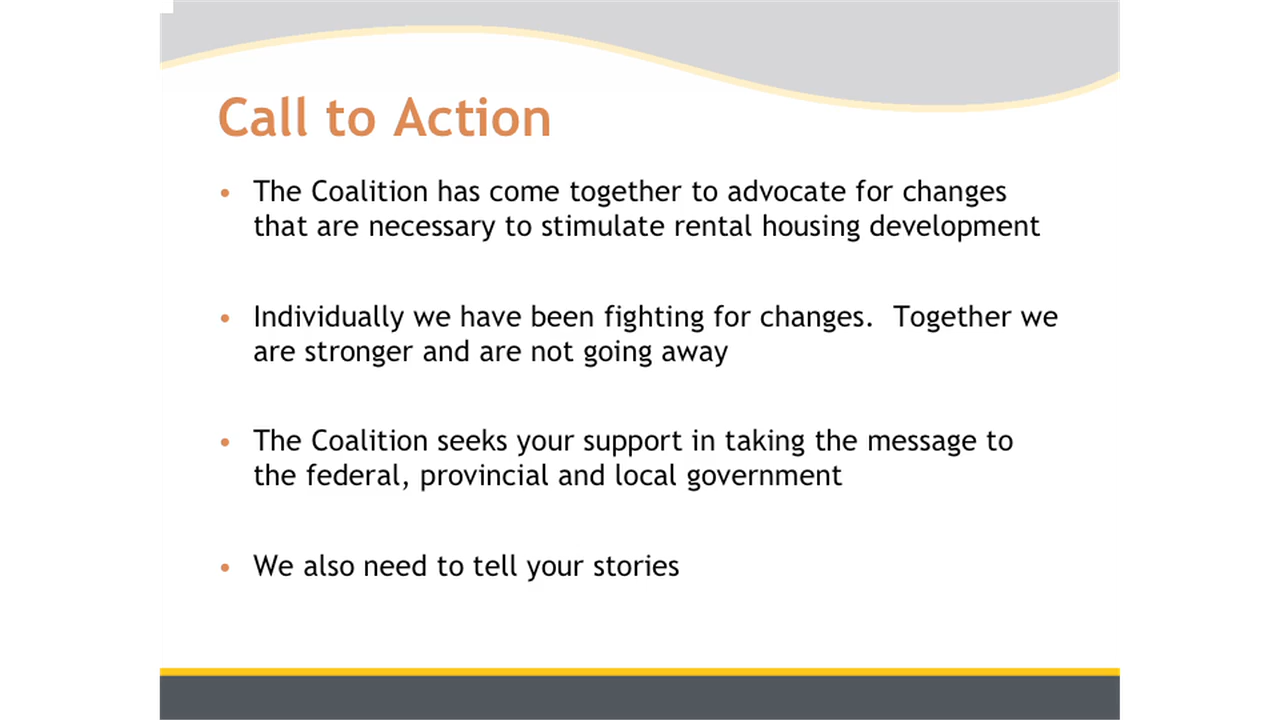 Call to Action
• The Coalition has come together to advocate for changes
that are necessary to stimulate rental housing development
• Individually we have been fighting for changes.  Together we
are stronger and are not going away
• The Coalition seeks your support in taking the message to
the federal, provincial and local government
• We also need to tell your stories